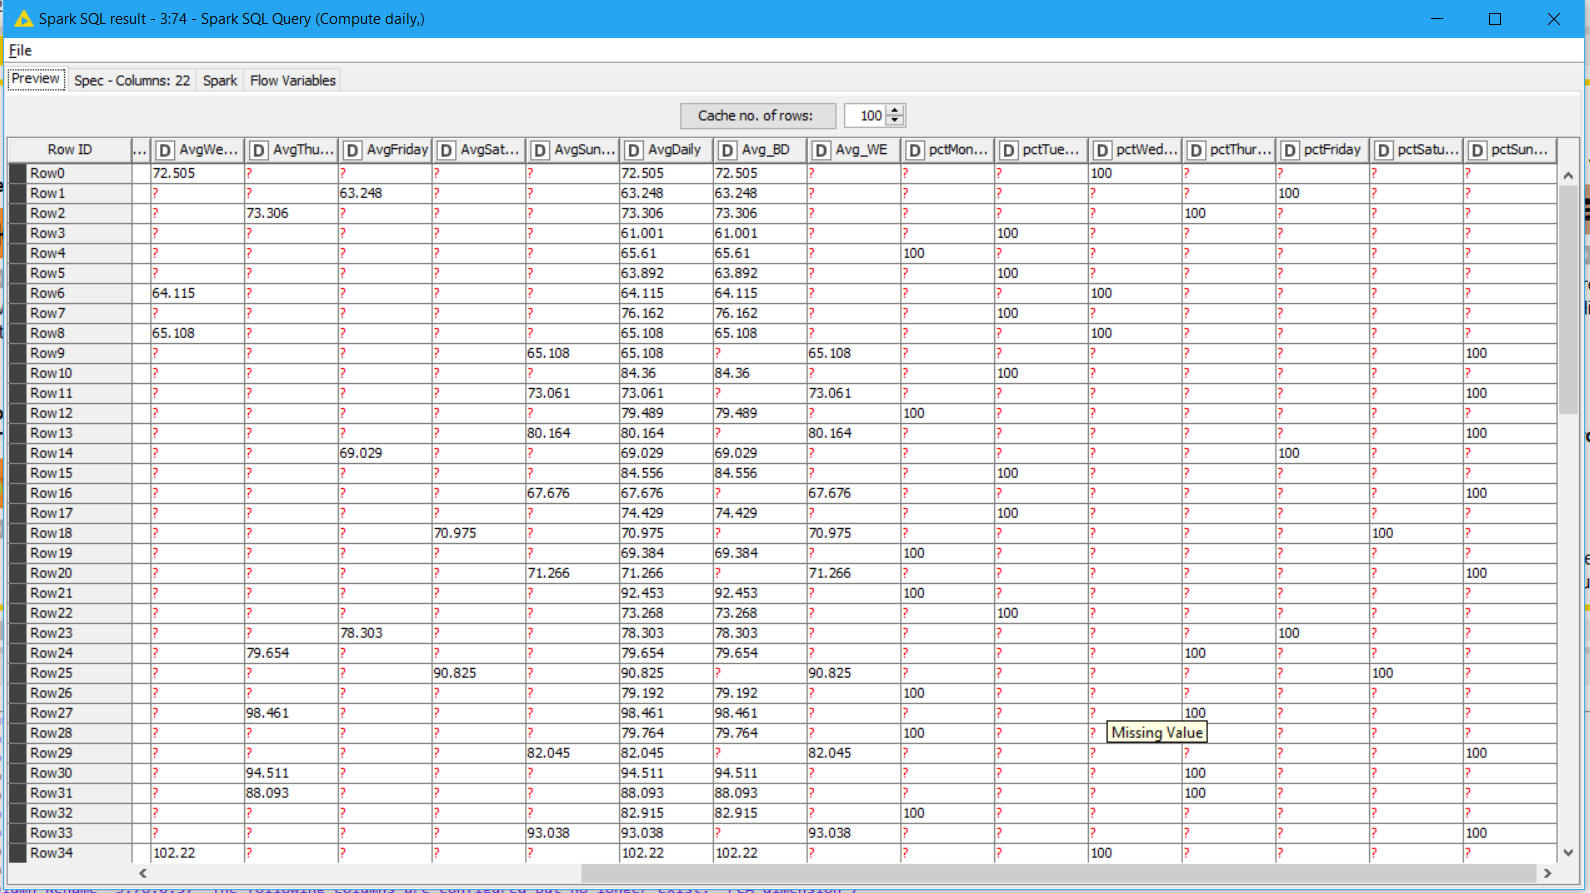 Spark SQL result - 3:74 - Spark SQL Query (Compute daily,)
File
Preview Spec - Columns: 22 Spark Flow Variables
Cache no. of rows: 100
Row ID ... D AvgWe... D AvgThu... D AvgFriday D AvgSat... D AvgSun... D AvgDaily D Avg_BD D Avg_WE D pctMon... D pctTue... D pctWed... D pctThur... D pctFriday D pctSatu... D pctSun...
Row0 72.505 ? ? ? ? 72.505 72.505 ? ? ? 100 ? ? ? ?
Row1 ? ? 63.248 ? ? 63.248 63.248 ? ? ? ? ? 100 ? ?
Row2 ? 73.306 ? ? ? 73.306 73.306 ? ? ? ? 100 ? ? ?
Row3 ? ? ? ? ? 61.001 61.001 ? ? 100 ? ? ? ? ?
Row4 ? ? ? ? ? 65.61 65.61 ? 100 ? ? ? ? ? ?
Row5 ? ? ? ? ? 63.892 63.892 ? ? 100 ? ? ? ? ?
Row6 64.115 ? ? ? ? 64.115 64.115 ? ? ? 100 ? ? ? ?
Row7 ? ? ? ? ? 76.162 76.162 ? ? 100 ? ? ? ? ?
Row8 65.108 ? ? ? ? 65.108 65.108 ? ? ? 100 ? ? ? ?
Row9 ? ? ? ? 65.108 65.108 ? 65.108 ? ? ? ? ? ? 100
Row10 ? ? ? ? ? 84.36 84.36 ? ? 100 ? ? ? ? ?
Row11 ? ? ? ? 73.061 73.061 ? 73.061 ? ? ? ? ? ? 100
Row12 ? ? ? ? ? 79.489 79.489 ? 100 ? ? ? ? ? ?
Row13 ? ? ? ? 80.164 80.164 ? 80.164 ? ? ? ? ? ? 100
Row14 ? ? 69.029 ? ? 69.029 69.029 ? ? ? ? ? 100 ? ?
Row15 ? ? ? ? ? 84.556 84.556 ? ? 100 ? ? ? ? ?
Row16 ? ? ? ? 67.676 67.676 ? 67.676 ? ? ? ? ? ? 100
Row17 ? ? ? ? ? 74.429 74.429 ? ? 100 ? ? ? ? ?
Row18 ? ? ? 70.975 ? 70.975 ? 70.975 ? ? ? ? ? 100 ?
Row19 ? ? ? ? ? 69.384 69.384 ? 100 ? ? ? ? ? ?
Row20 ? ? ? ? 71.266 71.266 ? 71.266 ? ? ? ? ? ? 100
Row21 ? ? ? ? ? 92.453 92.453 ? 100 ? ? ? ? ? ?
Row22 ? ? ? ? ? 73.268 73.268 ? ? 100 ? ? ? ? ?
Row23 ? ? 78.303 ? ? 78.303 78.303 ? ? ? ? ? 100 ? ?
Row24 ? 79.654 ? ? ? 79.654 79.654 ? ? ? ? 100 ? ? ?
Row25 ? ? ? 90.825 ? 90.825 ? 90.825 ? ? ? ? ? 100 ?
Row26 ? ? ? ? ? 79.192 79.192 ? 100 ? ? ? ? ? ?
Row27 ? 98.461 ? ? ? 98.461 98.461 ? ? ? ? 100 ? ? ?
Row28 ? ? ? ? ? 79.764 79.764 ? 100 ? ? Missing Value ? ? ?
Row29 ? ? ? ? 82.045 82.045 ? 82.045 ? ? ? ? ? ? 100
Row30 ? 94.511 ? ? ? 94.511 94.511 ? ? ? ? 100 ? ? ?
Row31 ? 88.093 ? ? ? 88.093 88.093 ? ? ? ? 100 ? ? ?
Row32 ? ? ? ? ? 82.915 82.915 ? 100 ? ? ? ? ? ?
Row33 ? ? ? ? 93.038 93.038 ? 93.038 ? ? ? ? ? ? 100
Row34 102.22 ? ? ? ? 102.22 102.22 ? ? ? 100 ? ? ? ?